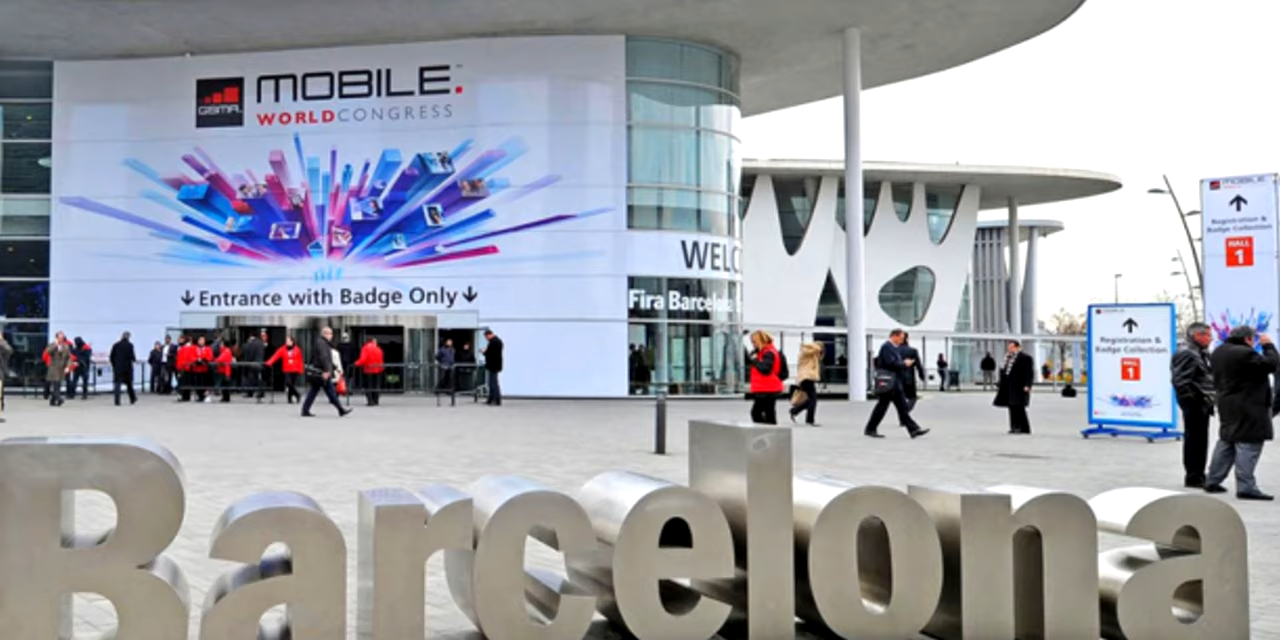 GSMA
MOBILE.
WORLDCONGRESS
↓Entrance with Badge Only↓
WELC
Fira Barcelona
MOBILE
↑
Registration &
Badge Collection
HALL
1
↑
Registration &
Badge Collection
HALL
1
Barcelona